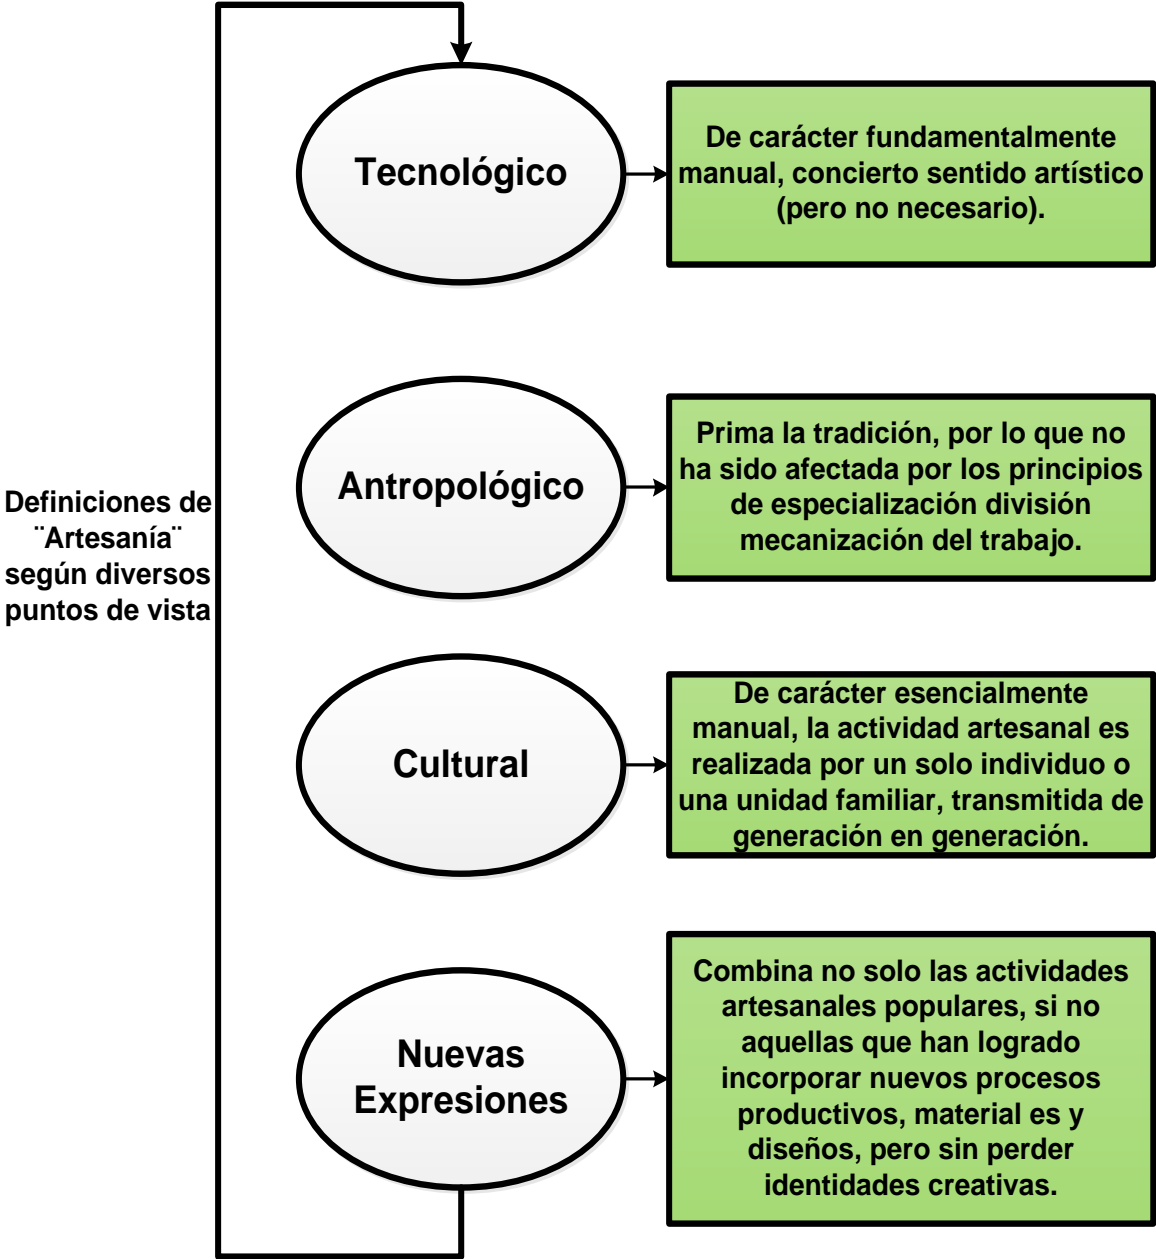 Definiciones de
¨Artesanía¨
según diversos
puntos de vista
Tecnológico
De carácter fundamentalmente
manual, concierto sentido artístico
(pero no necesario).
Antropológico
Prima la tradición, por lo que no
ha sido afectada por los principios
de especialización división
mecanización del trabajo.
Cultural
De carácter esencialmente
manual, la actividad artesanal es
realizada por un solo individuo o
una unidad familiar, transmitida de
generación en generación.
Nuevas
Expresiones
Combina no solo las actividades
artesanales populares, si no
aquellas que han logrado
incorporar nuevos procesos
productivos, material es y
diseños, pero sin perder
identidades creativas.